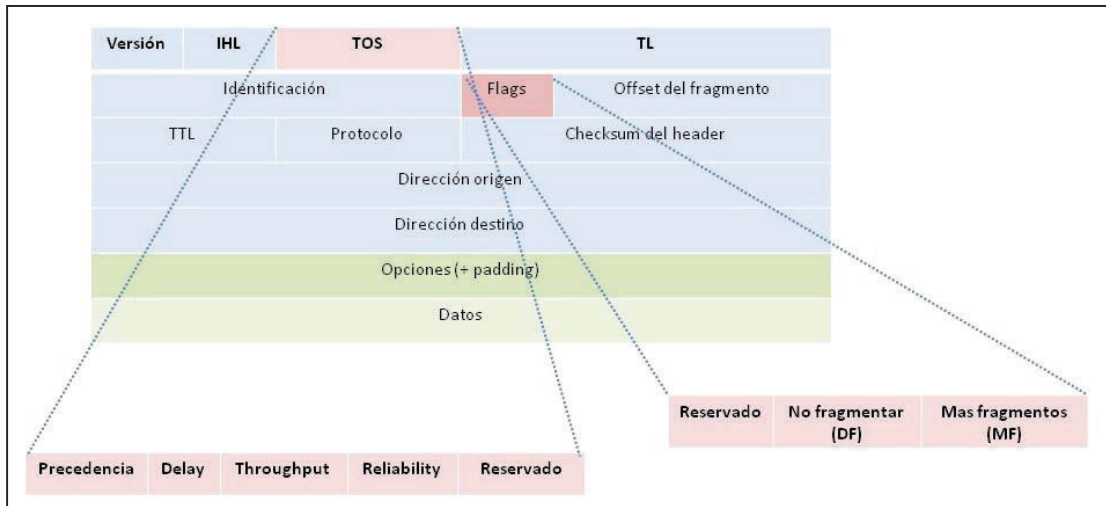 Versión IHL TOS TL
Identificación Flags Offset del fragmento
TTL Protocolo Checksum del header
Dirección origen
Dirección destino
Opciones (+ padding)
Datos
Reservado No fragmentar (DF) Mas fragmentos (MF)
Precedencia Delay Throughput Reliability Reservado